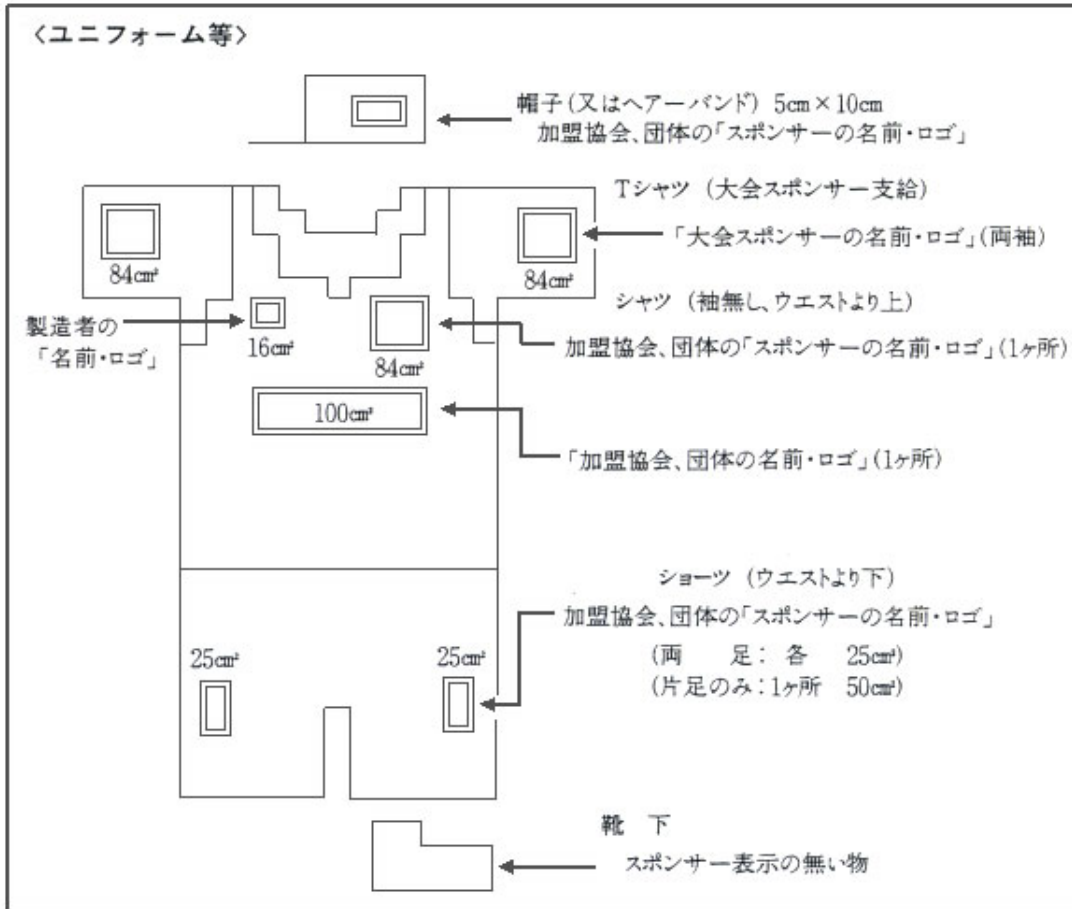 〈ユニフォーム等〉
帽子(又はヘアーバンド) 5cm×10cm
加盟協会、団体の「スポンサーの名前・ロゴ」
Tシャツ (大会スポンサー支給)
「大会スポンサーの名前・ロゴ」(両袖)
84㎠
84㎠
シャツ (袖無し、ウエストより上)
製造者の
「名前・ロゴ」
16㎠
加盟協会、団体の「スポンサーの名前・ロゴ」(1ヶ所)
84㎠
100㎠
「加盟協会、団体の名前・ロゴ」(1ヶ所)
ショーツ (ウエストより下)
加盟協会、団体の「スポンサーの名前・ロゴ」
25㎠
25㎠
(両 足: 各 25㎠)
(片足のみ:1ヶ所 50㎠)
靴 下
スポンサー表示の無い物